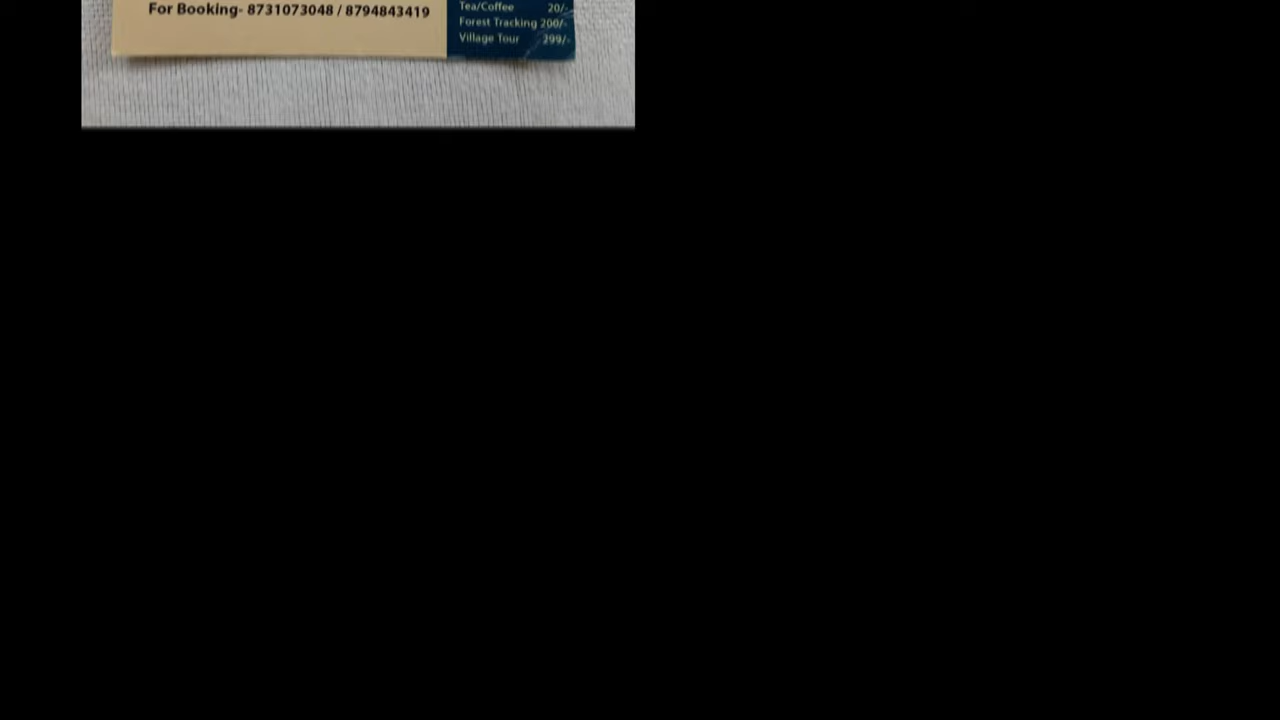 For Booking- 8731073048 / 8794843419
Tea/Coffee 20/-
Forest Tracking 200/-
Village Tour 299/-